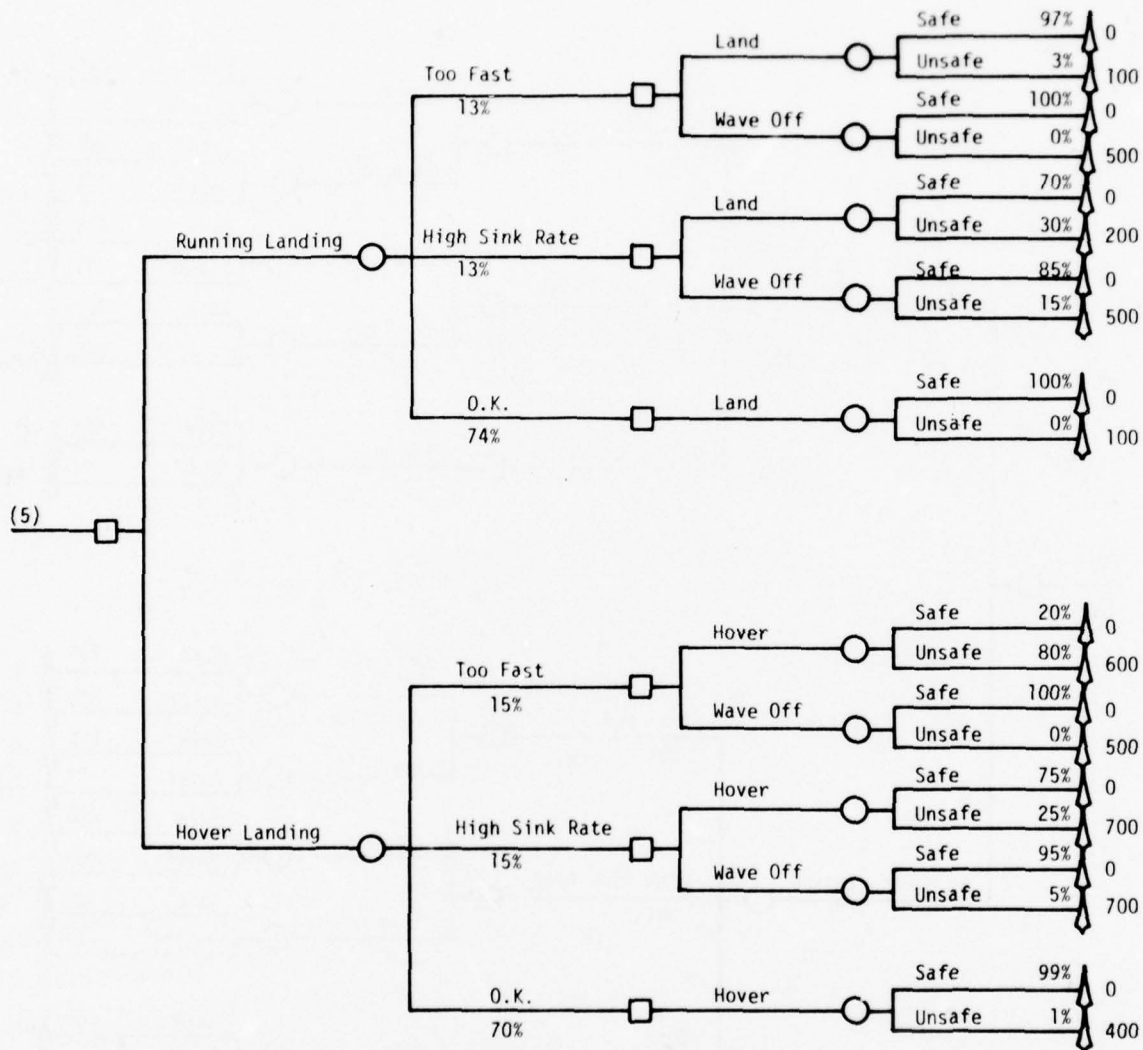 Safe 97% 0
Land
Too Fast Unsafe 3% 100
13% Safe 100% 0
Wave Off
Unsafe 0% 500
Safe 70% 0
Land
Running Landing High Sink Rate Unsafe 30% 200
13% Safe 85% 0
Wave Off
Unsafe 15% 500
O.K. Land Safe 100% 0
74% Unsafe 0% 100
(5)
Safe 20% 0
Hover
Too Fast Unsafe 80% 600
15% Safe 100% 0
Wave Off
Unsafe 0% 500
Safe 75% 0
Hover
Hover Landing High Sink Rate Unsafe 25% 700
15% Safe 95% 0
Wave Off
Unsafe 5% 700
Safe 99% 0
O.K. Hover
70% Unsafe 1% 400